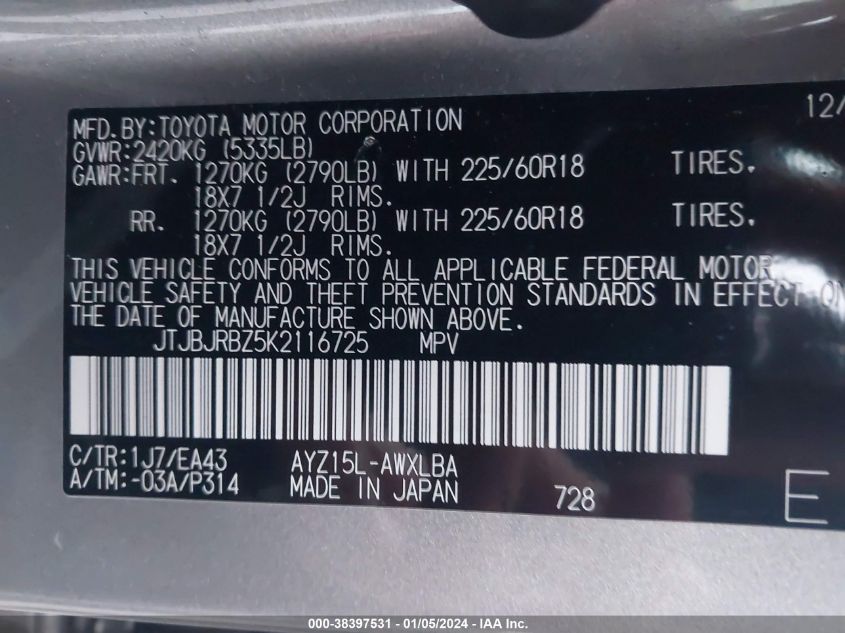 12/
MFD.BY:TOYOTA MOTOR CORPORATION
GVWR:2420KG (5335LB)
GAWR:FRT. 1270KG (2790LB) WITH 225/60R18 TIRES.
18X7 1/2J RIMS.
RR. 1270KG (2790LB) WITH 225/60R18 TIRES.
18X7 1/2J RIMS.
THIS VEHICLE CONFORMS TO ALL APPLICABLE FEDERAL MOTOR
VEHICLE SAFETY AND THEFT PREVENTION STANDARDS IN EFFECT ON
THE DATE OF MANUFACTURE SHOWN ABOVE.
JTJBJRBZ5K2116725 MPV
C/TR:1J7/EA43 AYZ15L-AWXLBA
A/TM:-03A/P314 MADE IN JAPAN 728 E
000-38397531 - 01/05/2024 - IAA Inc.